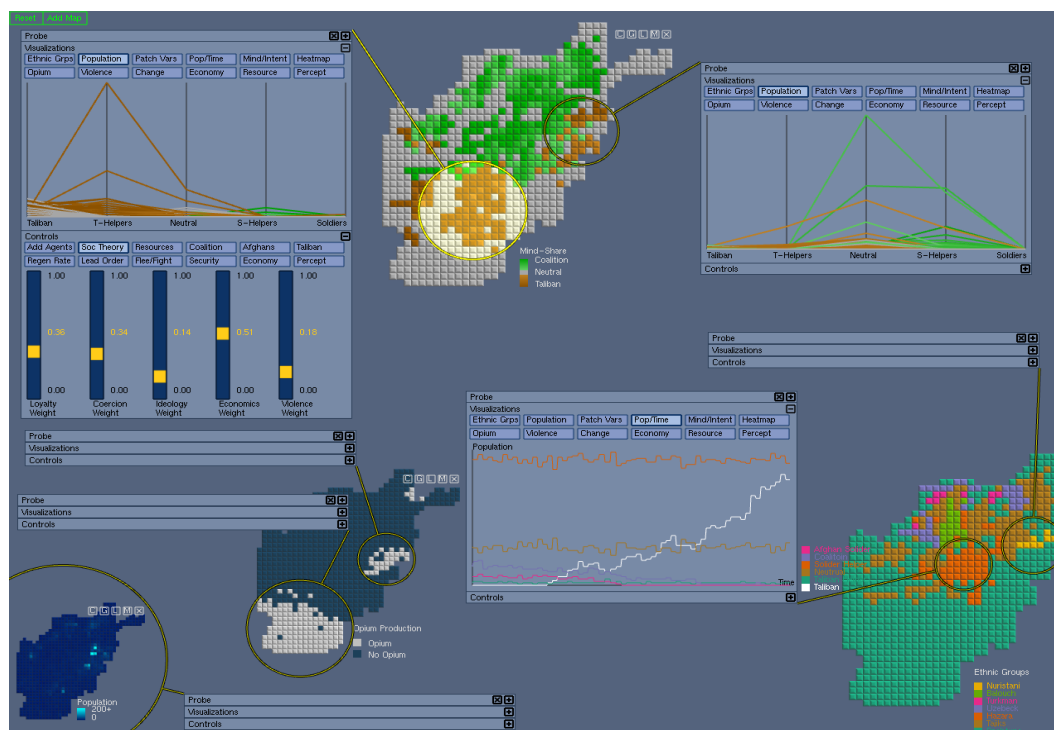 Reset Add Map
Probe
Visualizations
Ethnic Grps Population Patch Vars Pop/Time Mind/Intent Heatmap
Opium Violence Change Economy Resource Percept
Taliban T-Helpers Neutral S-Helpers Soldiers
Controls
Add Agents Soc Theory Resources Coalition Afghans Taliban
Regen Rate Lead Order Flee/Fight Security Economy Percept
1.00 1.00 1.00 1.00 1.00
0.36 0.34 0.14 0.51 0.18
0.00 0.00 0.00 0.00 0.00
Loyalty Coercion Ideology Economics Violence
Weight Weight Weight Weight Weight
C G L M X
Mind-Share
Coalition
Neutral
Taliban
Probe
Visualizations
Ethnic Grps Population Patch Vars Pop/Time Mind/Intent Heatmap
Opium Violence Change Economy Resource Percept
Taliban T-Helpers Neutral S-Helpers Soldiers
Controls
Probe
Visualizations
Controls
Probe
Visualizations
Ethnic Grps Population Patch Vars Pop/Time Mind/Intent Heatmap
Opium Violence Change Economy Resource Percept
Population
Time
Controls
Taliban
Probe
Visualizations
Controls
Probe
Visualizations
Controls
C G L M X
Opium Production
Opium
No Opium
C G L M X
Population
200+
0
Probe
Visualizations
Controls
Ethnic Groups
Nuristani
Balouch
Uzebeck
Hazara
Tajiks